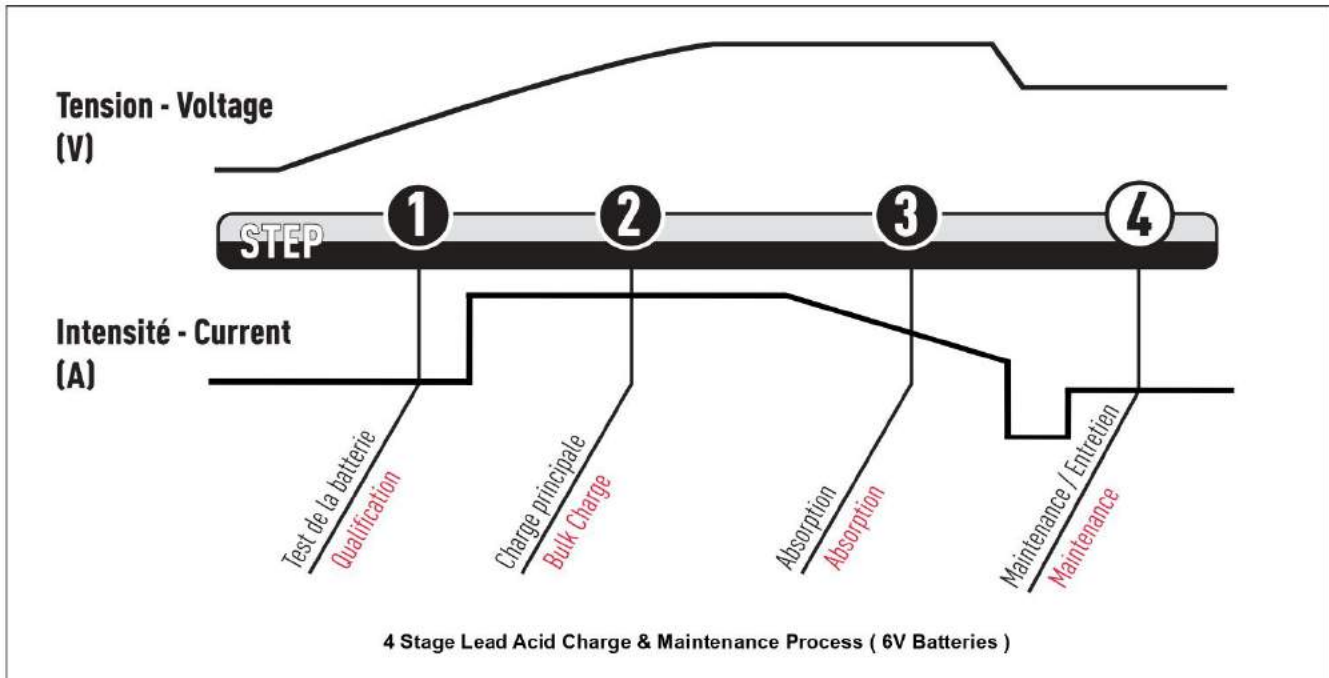 Tension - Voltage
(V)
STEP
1
2
3
4
Intensité - Current
(A)
Test de la batterie
Qualification
Charge principale
Bulk Charge
Absorption
Absorption
Maintenance / Entretien
Maintenance
4 Stage Lead Acid Charge & Maintenance Process ( 6V Batteries )